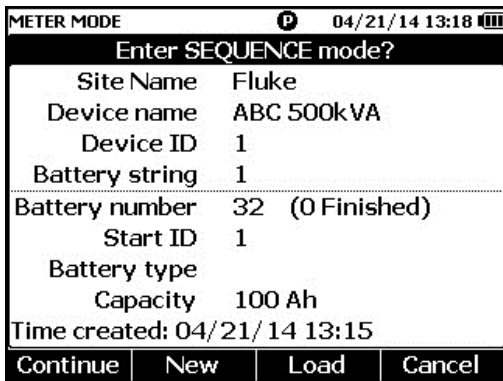 METER MODE P 04/21/14 13:18
Enter SEQUENCE mode?
Site Name Fluke
Device name ABC 500kVA
Device ID 1
Battery string 1
Battery number 32 (0 Finished)
Start ID 1
Battery type
Capacity 100 Ah
Time created: 04/21/14 13:15
Continue New Load Cancel